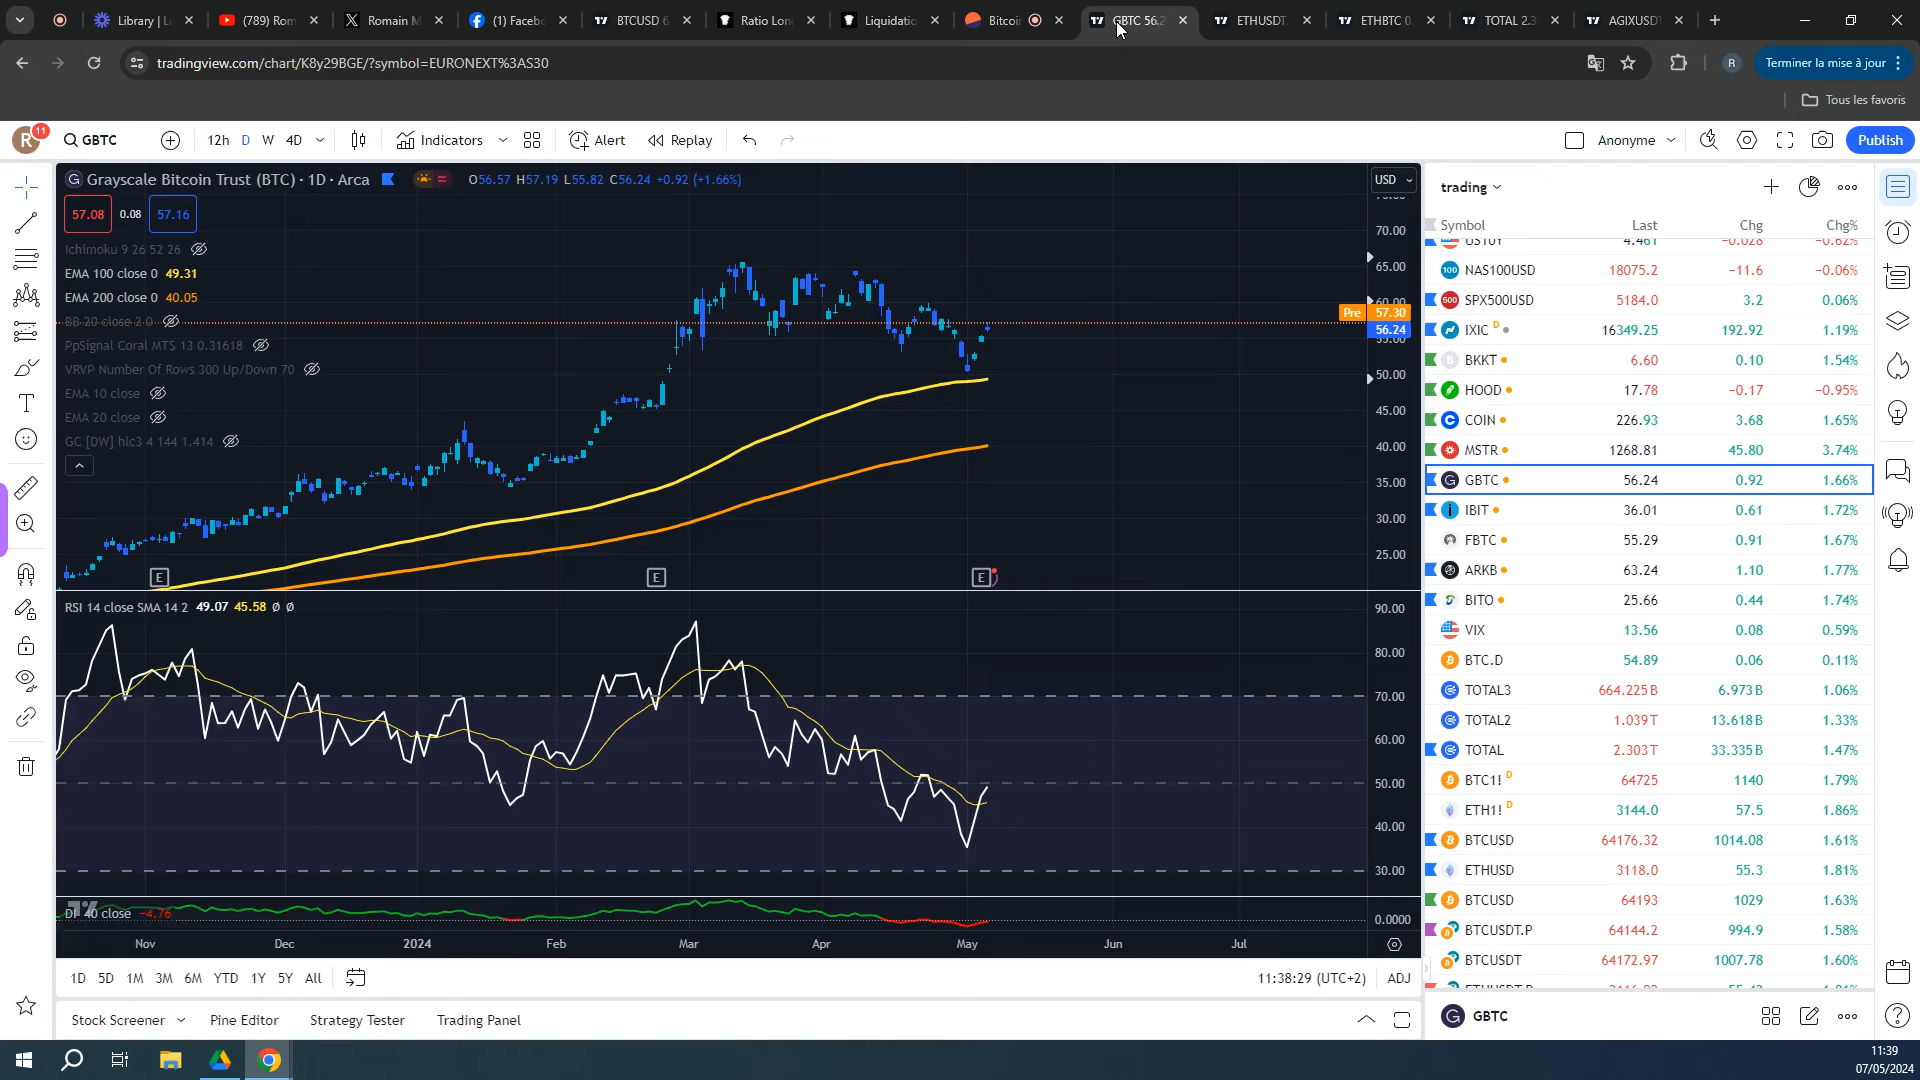 Library | L
(789) Rom
Romain M
(1) Facebo
BTCUSD 6
Ratio Lon
Liquidatio
Bitcoin
GBTC 56.2
ETHUSDT
ETHBTC 0.
TOTAL 2.3
AGIXUSDT
tradingview.com/chart/K8y29BGE/?symbol=EURONEXT%3AS30
R
Terminer la mise à jour
Tous les favoris
R 11
GBTC
12h D W 4D
Indicators
Alert
Replay
Anonyme
Publish
Grayscale Bitcoin Trust (BTC) · 1D · Arca
O56.57 H57.19 L55.82 C56.24 +0.92 (+1.66%)
USD
57.08 0.08 57.16
Ichimoku 9 26 52 26
EMA 100 close 0 49.31
EMA 200 close 0 40.05
BB 20 close 2 0
PpSignal Coral MTS 13 0.31618
VRVP Number Of Rows 300 Up/Down 70
EMA 10 close
EMA 20 close
GC [DW] hlc3 4 144 1.414
70.00
65.00
60.00
Pre 57.30
56.24
55.00
50.00
45.00
40.00
35.00
30.00
25.00
E E E
RSI 14 close SMA 14 2 49.07 45.58 ∅ ∅
90.00
80.00
70.00
60.00
50.00
40.00
30.00
40 close -4.76
0.0000
Nov Dec 2024 Feb Mar Apr May Jun Jul
1D 5D 1M 3M 6M YTD 1Y 5Y All
11:38:29 (UTC+2) ADJ
Stock Screener
Pine Editor
Strategy Tester
Trading Panel
trading
Symbol Last Chg Chg%
US10Y 4.461 −0.028 −0.62%
NAS100USD 18075.2 −11.6 −0.06%
SPX500USD 5184.0 3.2 0.06%
IXIC D 16349.25 192.92 1.19%
BKKT 6.60 0.10 1.54%
HOOD 17.78 −0.17 −0.95%
COIN 226.93 3.68 1.65%
MSTR 1268.81 45.80 3.74%
GBTC 56.24 0.92 1.66%
IBIT 36.01 0.61 1.72%
FBTC 55.29 0.91 1.67%
ARKB 63.24 1.10 1.77%
BITO 25.66 0.44 1.74%
VIX 13.56 0.08 0.59%
BTC.D 54.89 0.06 0.11%
TOTAL3 664.225B 6.973B 1.06%
TOTAL2 1.039T 13.618B 1.33%
TOTAL 2.303T 33.335B 1.47%
BTC1! D 64725 1140 1.79%
ETH1! D 3144.0 57.5 1.86%
BTCUSD 64176.32 1014.08 1.61%
ETHUSD 3118.0 55.3 1.81%
BTCUSD 64193 1029 1.63%
BTCUSDT.P 64144.2 994.9 1.58%
BTCUSDT 64172.97 1007.78 1.60%
GBTC
11:39
07/05/2024